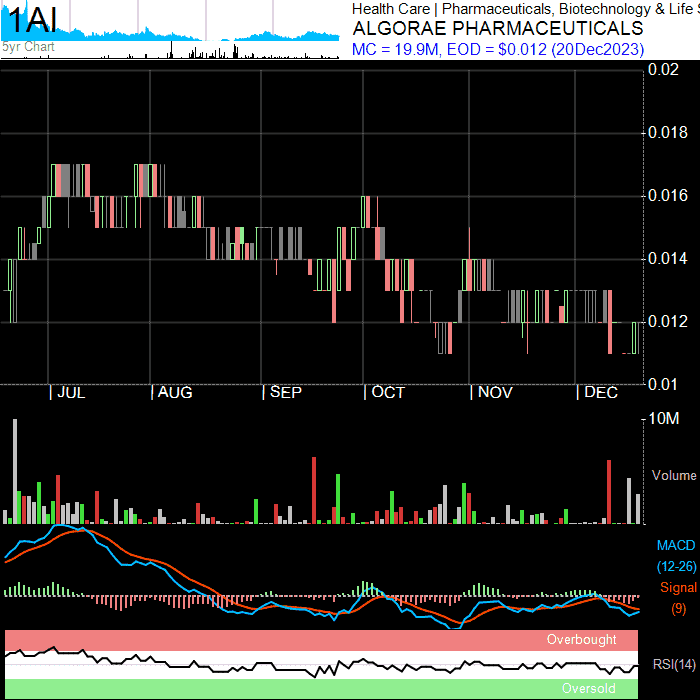 1AI
5yr Chart
Health Care | Pharmaceuticals, Biotechnology & Life S
ALGORAE PHARMACEUTICALS
MC = 19.9M, EOD = $0.012 (20Dec2023)
0.02
0.018
0.016
0.014
0.012
0.01
| JUL | AUG | SEP | OCT | NOV | DEC
10M
Volume
MACD
(12-26)
Signal
(9)
Overbought
RSI(14)
Oversold